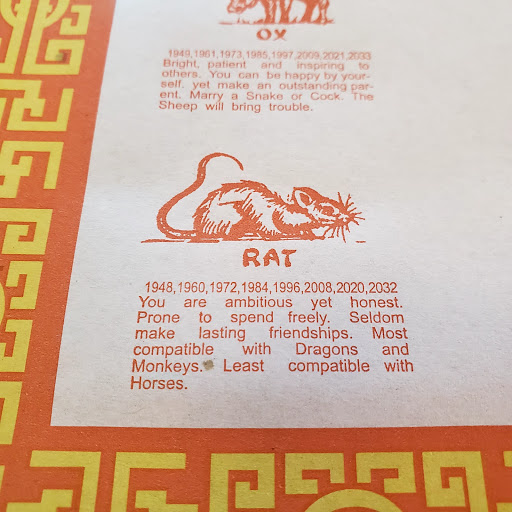 OX
1949,1961,1973,1985,1997,2009,2021,2033
Bright, patient and inspiring to
others. You can be happy by your-
self. yet make an outstanding par-
ent. Marry a Snake or Cock. The
Sheep will bring trouble.
RAT
1948,1960,1972,1984,1996,2008,2020,2032
You are ambitious yet honest.
Prone to spend freely. Seldom
make lasting friendships. Most
compatible with Dragons and
Monkeys. Least compatible with
Horses.